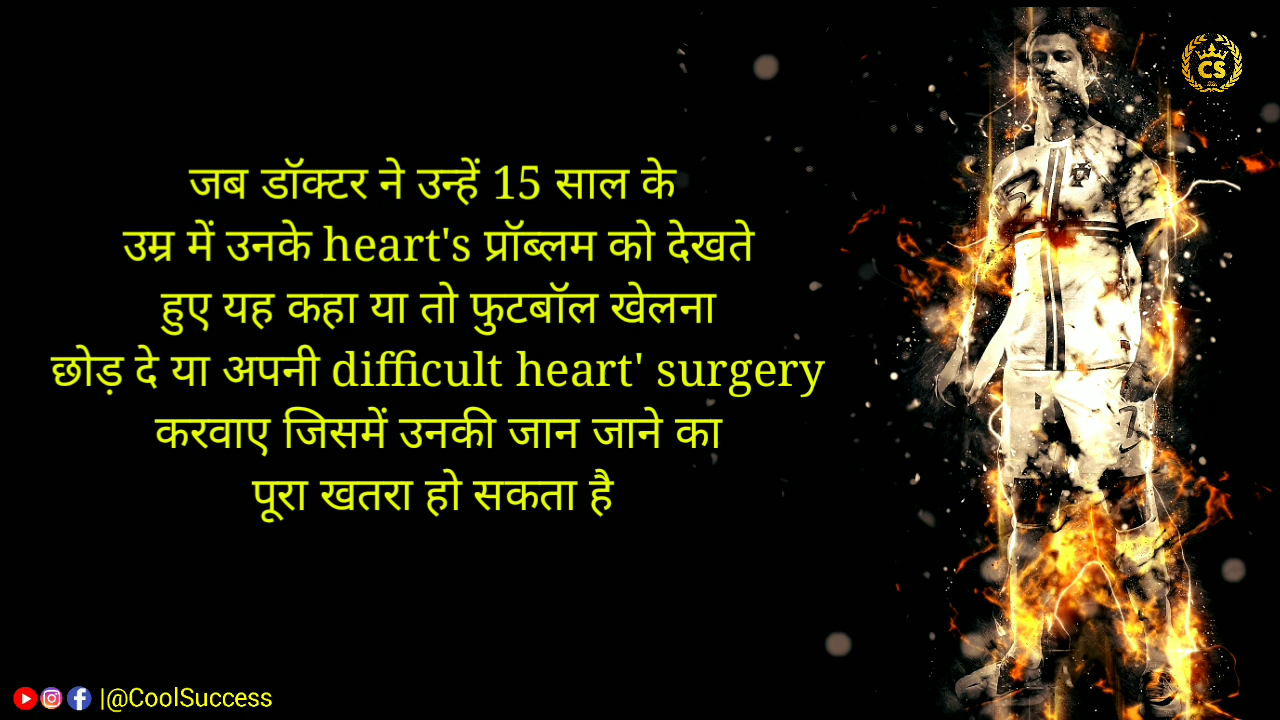 CS
जब डॉक्टर ने उन्हें 15 साल के
उम्र में उनके heart's प्रॉब्लम को देखते
हुए यह कहा या तो फुटबॉल खेलना
छोड़ दे या अपनी difficult heart' surgery
करवाए जिसमें उनकी जान जाने का
पूरा खतरा हो सकता है
7
|@CoolSuccess